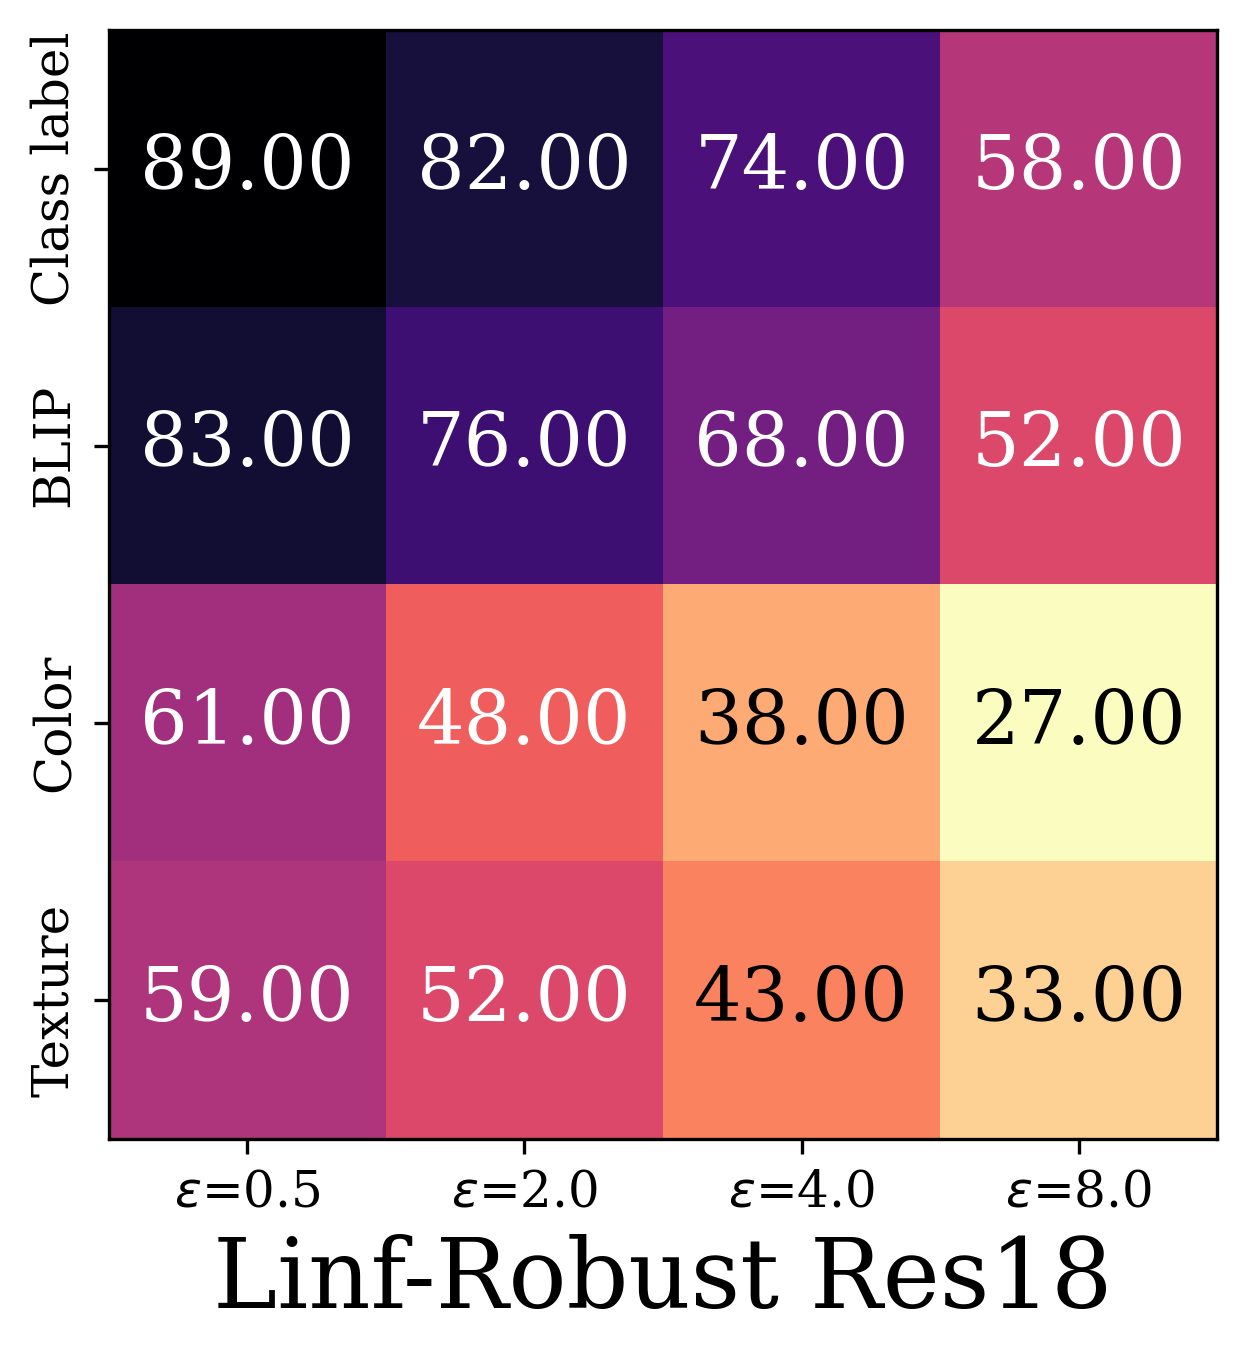 Class label
89.00 82.00 74.00 58.00
BLIP
83.00 76.00 68.00 52.00
Color
61.00 48.00 38.00 27.00
Texture
59.00 52.00 43.00 33.00
ε=0.5 ε=2.0 ε=4.0 ε=8.0
Linf-Robust Res18